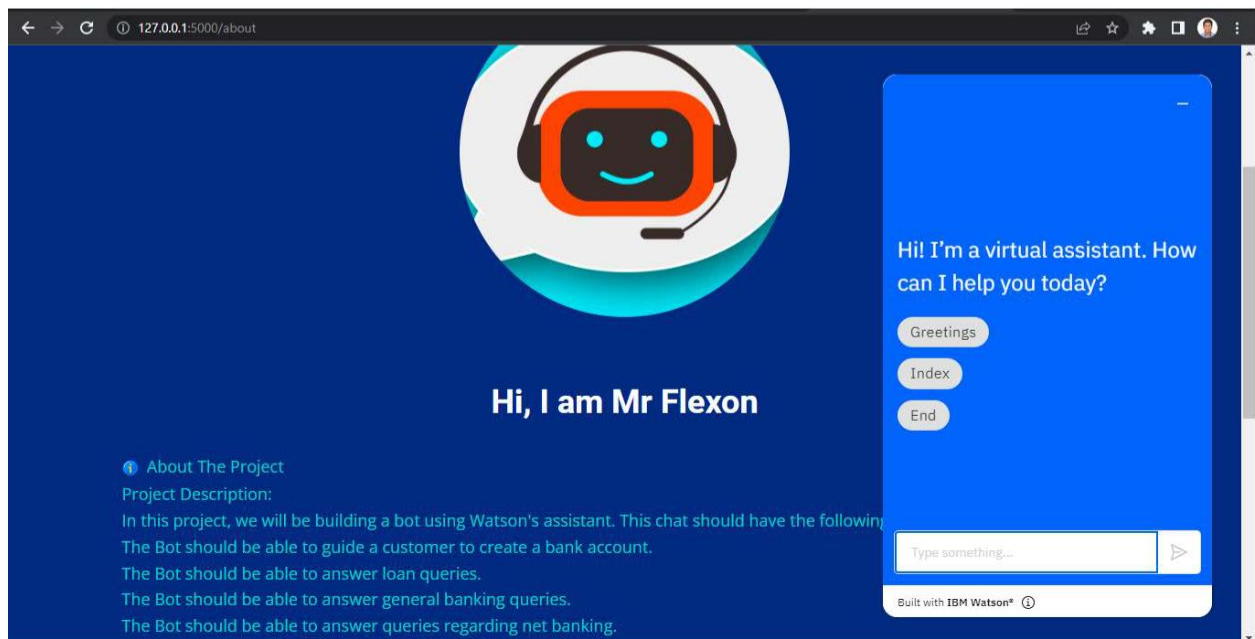 127.0.0.1:5000/about
Hi, I am Mr Flexon
About The Project
Project Description:
In this project, we will be building a bot using Watson's assistant. This chat should have the following
The Bot should be able to guide a customer to create a bank account.
The Bot should be able to answer loan queries.
The Bot should be able to answer general banking queries.
The Bot should be able to answer queries regarding net banking.
Hi! I’m a virtual assistant. How
can I help you today?
Greetings
Index
End
Type something...
Built with IBM Watson®